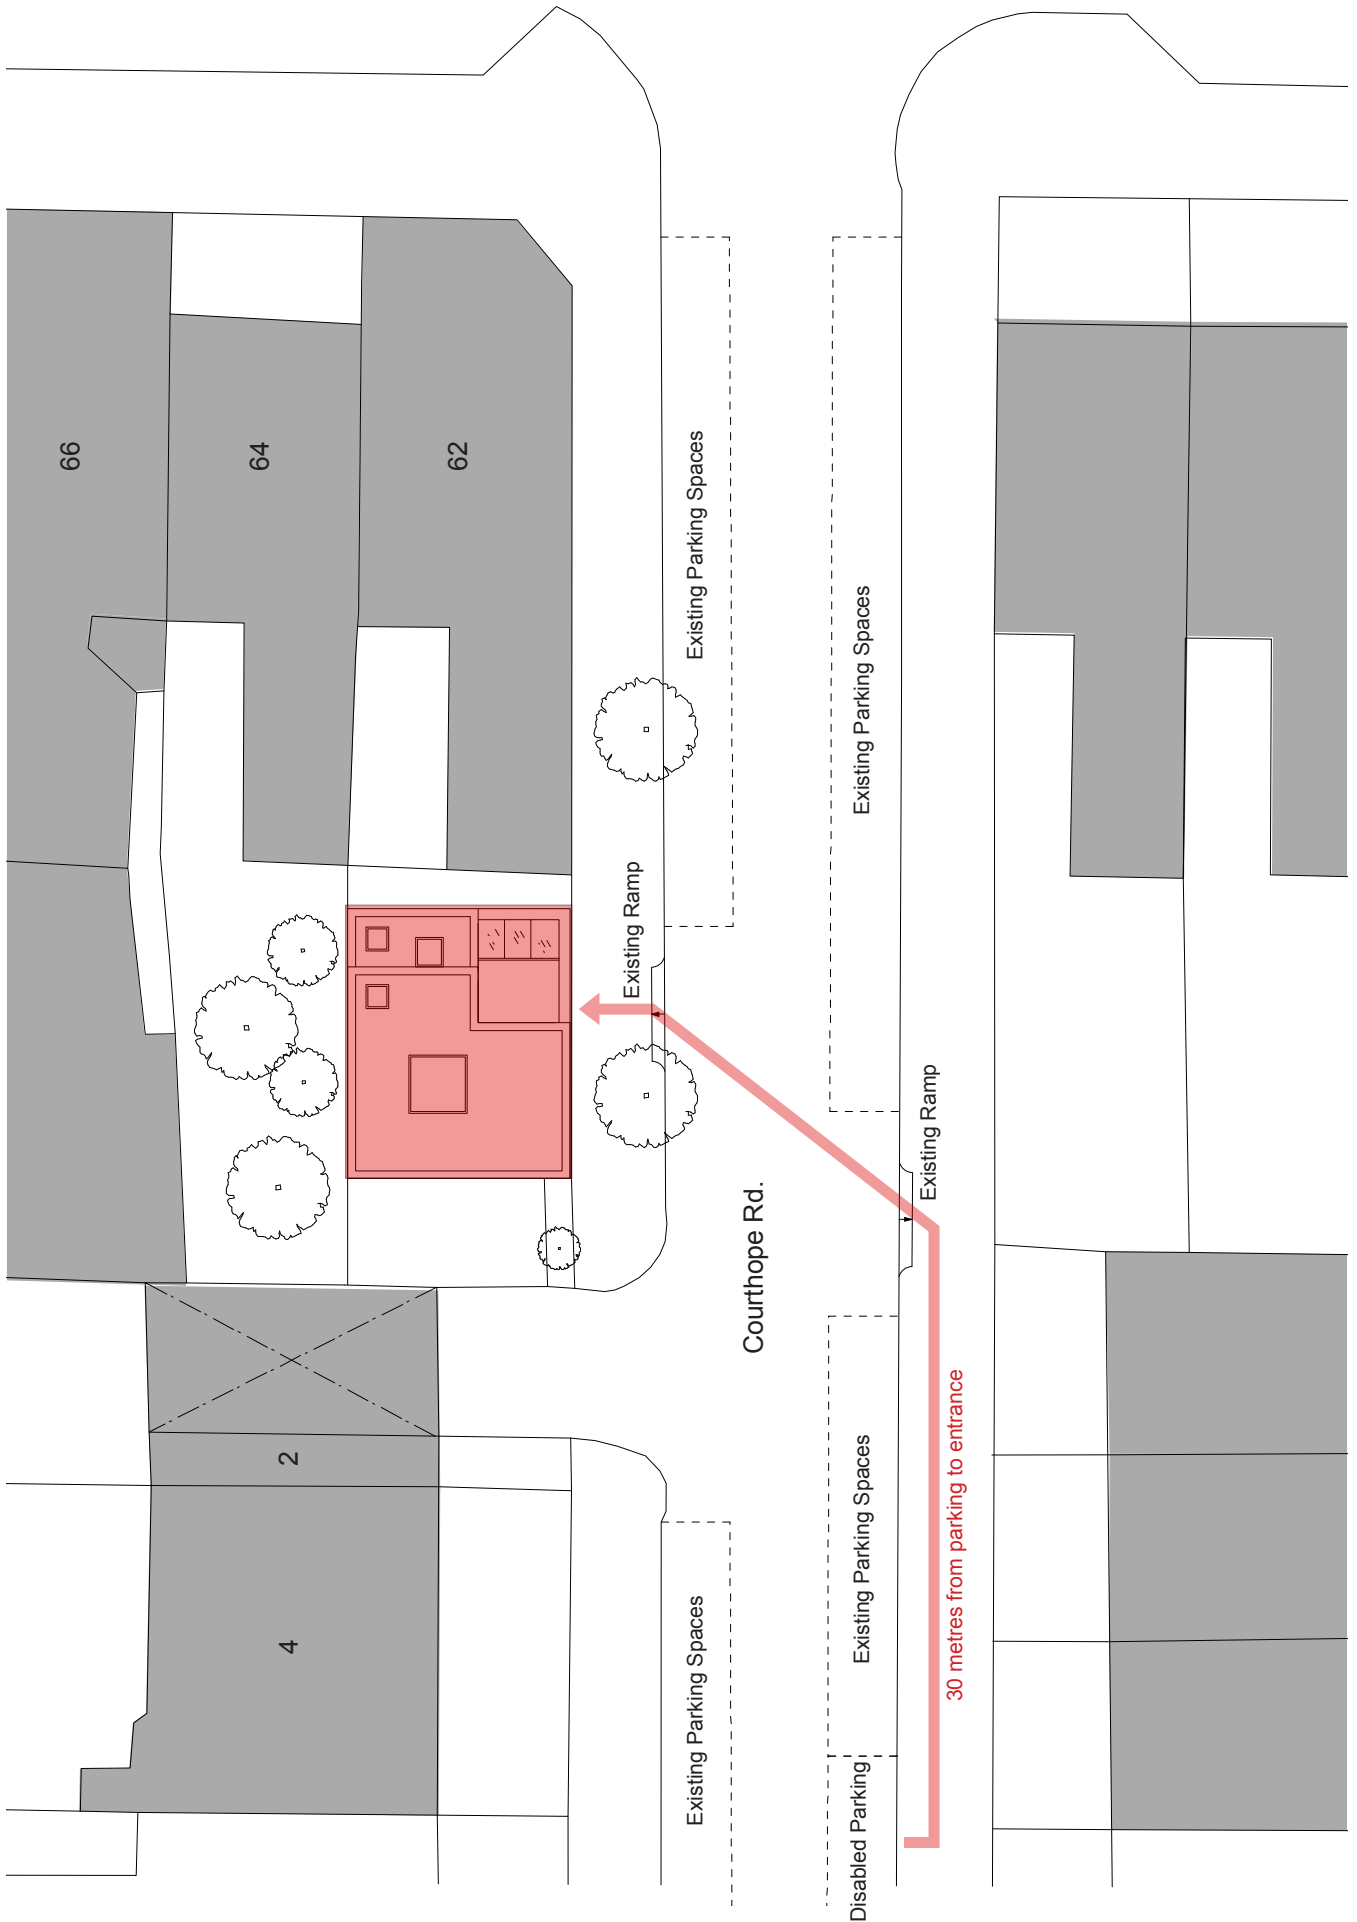 66
64
62
Existing Parking Spaces
Existing Parking Spaces
Existing Ramp
Existing Ramp
Courthope Rd.
30 metres from parking to entrance
2
4
Existing Parking Spaces
Existing Parking Spaces
Disabled Parking